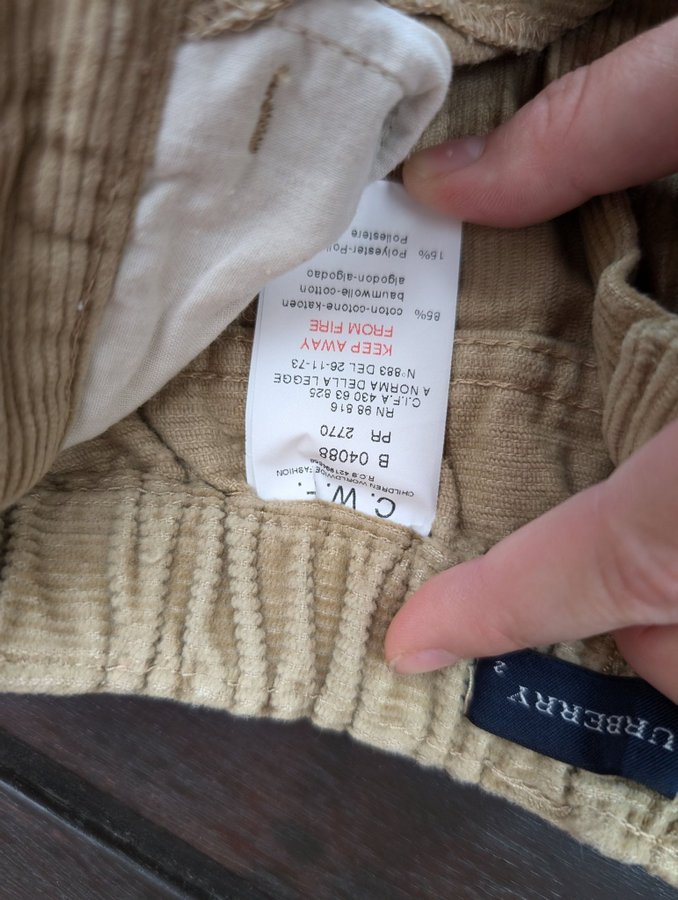 C. W.
CHILDREN WORLDWIDE FASHION
R C S
B 04088
PR 2770
RN 98 816
C.I.F.A 430 63 825
A NORMA DELLA LEGGE
N°883 DEL 26-11-73
KEEP AWAY
FROM FIRE
85% coton-cotone-katoen
baumwolle-cotton
algodon-algodao
15% Polyester-Pol
Poliestere
URBERRY
2